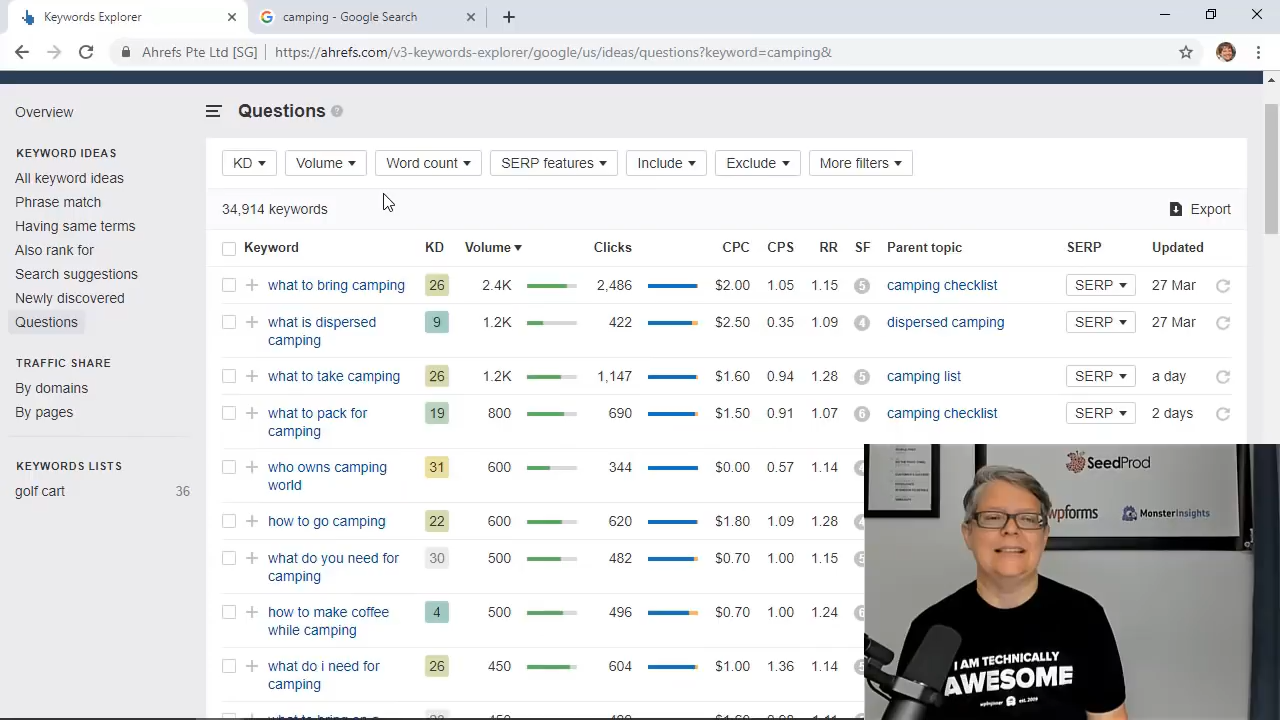 Keywords Explorer
camping - Google Search
Ahrefs Pte Ltd [SG] https://ahrefs.com/v3-keywords-explorer/google/us/ideas/questions?keyword=camping&
Overview
KEYWORD IDEAS
All keyword ideas
Phrase match
Having same terms
Also rank for
Search suggestions
Newly discovered
Questions
TRAFFIC SHARE
By domains
By pages
KEYWORDS LISTS
golf cart 36
Questions ?
KD Volume Word count SERP features Include Exclude More filters
34,914 keywords Export
Keyword KD Volume Clicks CPC CPS RR SF Parent topic SERP Updated
what to bring camping 26 2.4K 2,486 $2.00 1.05 1.15 5 camping checklist SERP 27 Mar
what is dispersed camping 9 1.2K 422 $2.50 0.35 1.09 4 dispersed camping SERP 27 Mar
what to take camping 26 1.2K 1,147 $1.60 0.94 1.28 5 camping list SERP a day
what to pack for camping 19 800 690 $1.50 0.91 1.07 6 camping checklist SERP 2 days
who owns camping world 31 600 344 $0.00 0.57 1.14
how to go camping 22 600 620 $1.80 1.09 1.28
what do you need for camping 30 500 482 $0.70 1.00 1.15
how to make coffee while camping 4 500 496 $0.70 1.00 1.24
what do i need for camping 26 450 604 $1.00 1.36 1.14
SeedProd
wpforms MonsterInsights
I AM TECHNICALLY
AWESOME
wpbeginner est. 2009